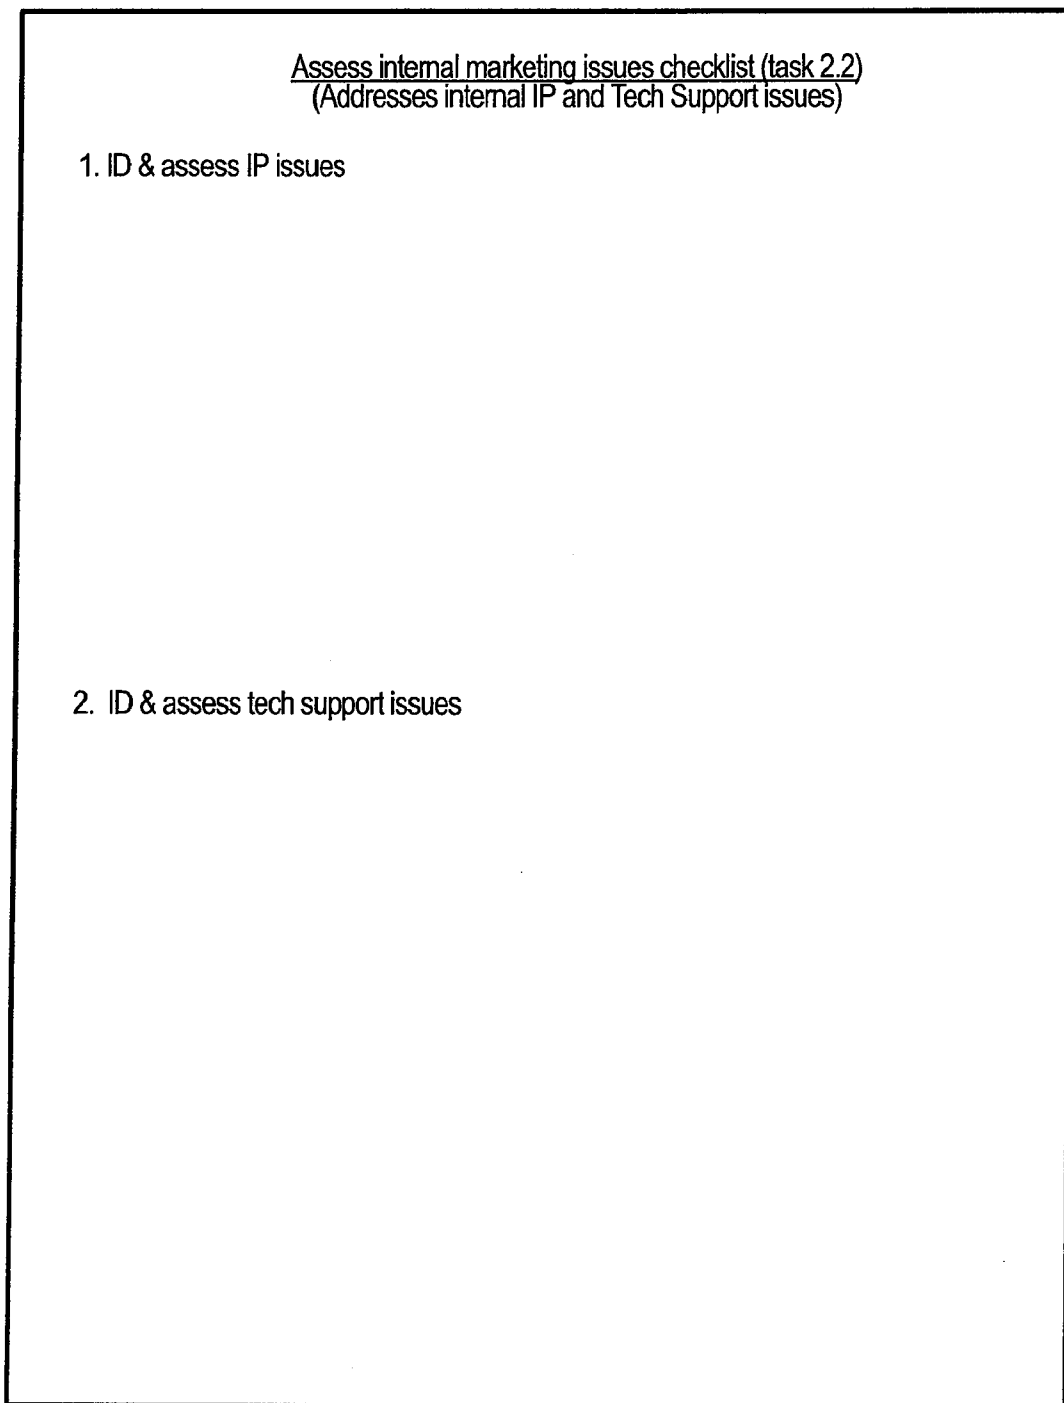 Assess internal marketing issues checklist (task 2.2)
(Addresses internal IP and Tech Support issues)
1. ID & assess IP issues
2. ID & assess tech support issues